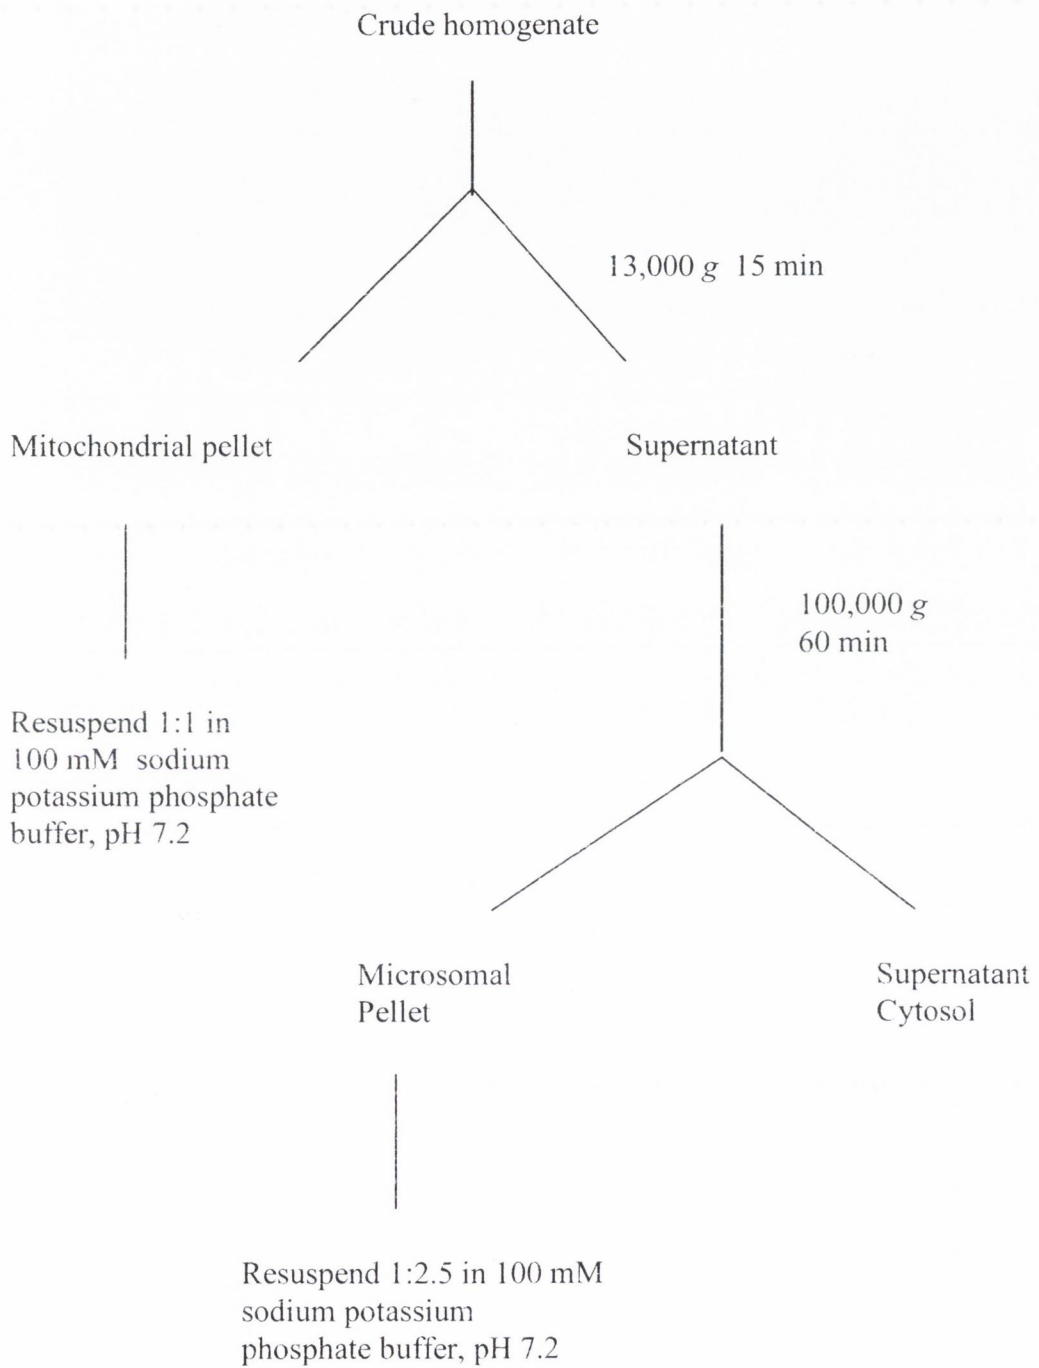 Crude homogenate
13,000 g 15 min
Mitochondrial pellet
Supernatant
100,000 g
60 min
Resuspend 1:1 in
100 mM sodium
potassium phosphate
buffer, pH 7.2
Microsomal
Pellet
Supernatant
Cytosol
Resuspend 1:2.5 in 100 mM
sodium potassium
phosphate buffer, pH 7.2